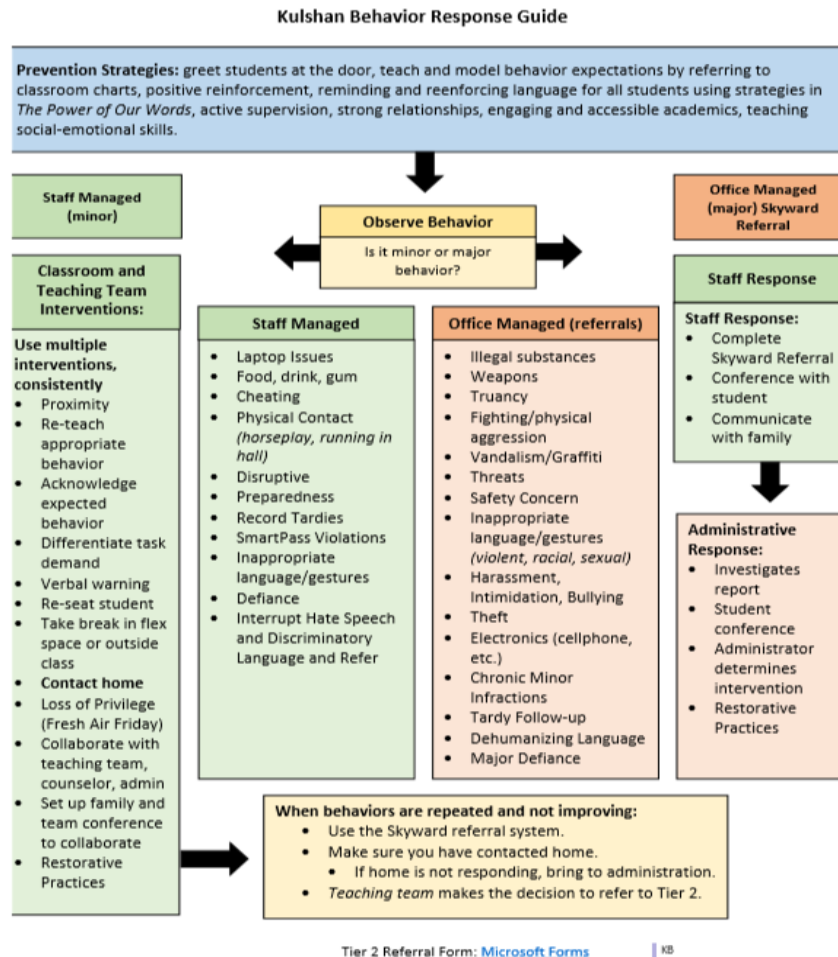 Kulshan Behavior Response Guide
Prevention Strategies: greet students at the door, teach and model behavior expectations by referring to
classroom charts, positive reinforcement, reminding and reenforcing language for all students using strategies in
The Power of Our Words, active supervision, strong relationships, engaging and accessible academics, teaching
social-emotional skills.
Staff Managed
(minor)
Observe Behavior
Is it minor or major
behavior?
Office Managed
(major) Skyward
Referral
Classroom and
Teaching Team
Interventions:
Use multiple
interventions,
consistently
• Proximity
• Re-teach
appropriate
behavior
• Acknowledge
expected
behavior
• Differentiate task
demand
• Verbal warning
• Re-seat student
• Take break in flex
space or outside
class
• Contact home
• Loss of Privilege
(Fresh Air Friday)
• Collaborate with
teaching team,
counselor, admin
• Set up family and
team conference
to collaborate
• Restorative
Practices
Staff Managed
• Laptop Issues
• Food, drink, gum
• Cheating
• Physical Contact
(horseplay, running in
hall)
• Disruptive
• Preparedness
• Record Tardies
• SmartPass Violations
• Inappropriate
language/gestures
• Defiance
• Interrupt Hate Speech
and Discriminatory
Language and Refer
Office Managed (referrals)
• Illegal substances
• Weapons
• Truancy
• Fighting/physical
aggression
• Vandalism/Graffiti
• Threats
• Safety Concern
• Inappropriate
language/gestures
(violent, racial, sexual)
• Harassment,
Intimidation, Bullying
• Theft
• Electronics (cellphone,
etc.)
• Chronic Minor
Infractions
• Tardy Follow-up
• Dehumanizing Language
• Major Defiance
Staff Response
Staff Response:
• Complete
Skyward Referral
• Conference with
student
• Communicate
with family
Administrative
Response:
• Investigates
report
• Student
conference
• Administrator
determines
intervention
• Restorative
Practices
When behaviors are repeated and not improving:
• Use the Skyward referral system.
• Make sure you have contacted home.
• If home is not responding, bring to administration.
• Teaching team makes the decision to refer to Tier 2.
Tier 2 Referral Form: Microsoft Forms
KB